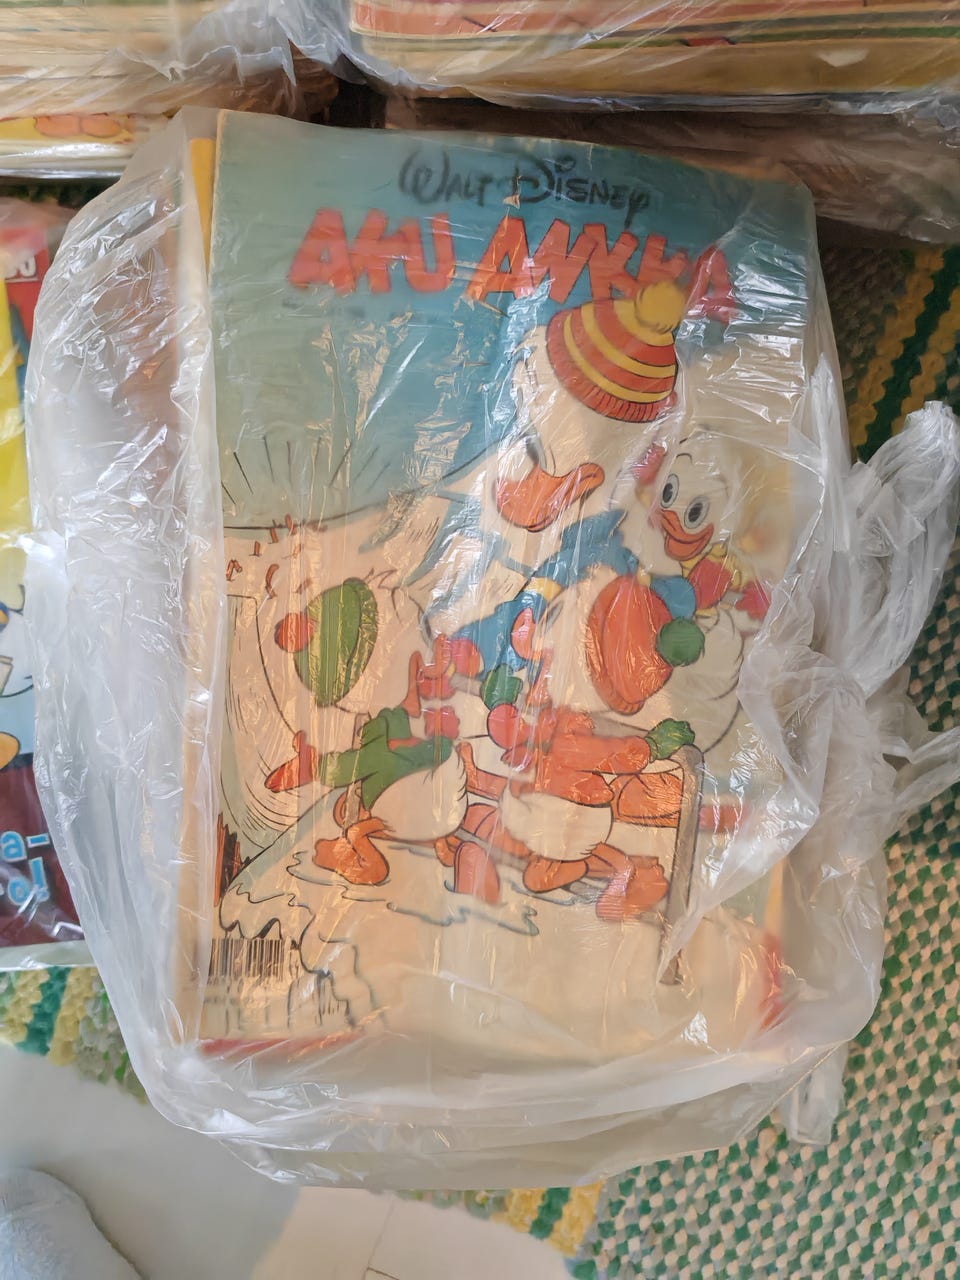 WALT DISNEY
AKU ANKKA
a-
o!